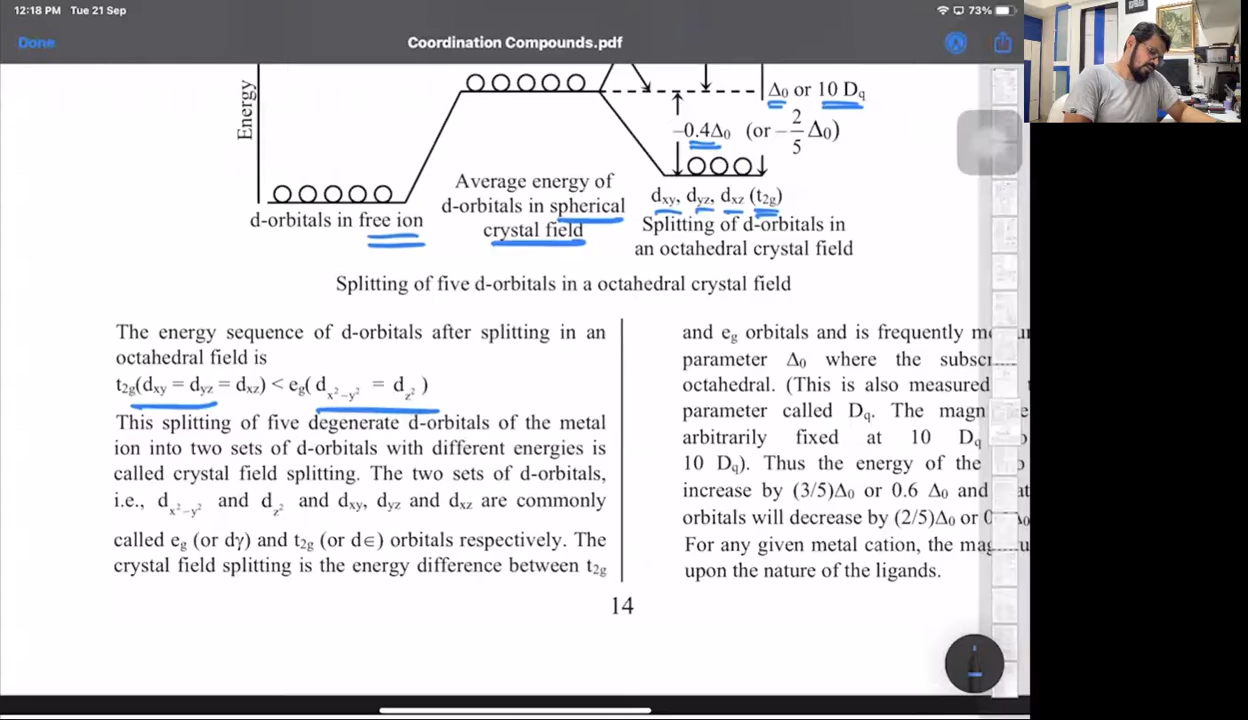 12:18 PM Tue 21 Sep
73%
Done
Coordination Compounds.pdf
Energy
Δ₀ or 10 Dq
−0.4Δ₀ (or −2/5 Δ₀)
d-orbitals in free ion
Average energy of
d-orbitals in spherical
crystal field
dxy, dyz, dxz (t2g)
Splitting of d-orbitals in
an octahedral crystal field
Splitting of five d-orbitals in a octahedral crystal field
The energy sequence of d-orbitals after splitting in an
octahedral field is
t2g(dxy = dyz = dxz) < eg( dx²−y² = dz² )
This splitting of five degenerate d-orbitals of the metal
ion into two sets of d-orbitals with different energies is
called crystal field splitting. The two sets of d-orbitals,
i.e., dx²−y² and dz² and dxy, dyz and dxz are commonly
called eg (or dγ) and t2g (or d∈) orbitals respectively. The
crystal field splitting is the energy difference between t2g
and eg orbitals and is frequently
parameter Δ₀ where the
octahedral. (This is also measured
parameter called Dq. The
arbitrarily fixed at 10 Dq
10 Dq). Thus the energy of the
increase by (3/5)Δ₀ or 0.6 Δ₀ and
orbitals will decrease by (2/5)Δ₀ or
For any given metal cation, the
upon the nature of the ligands.
14